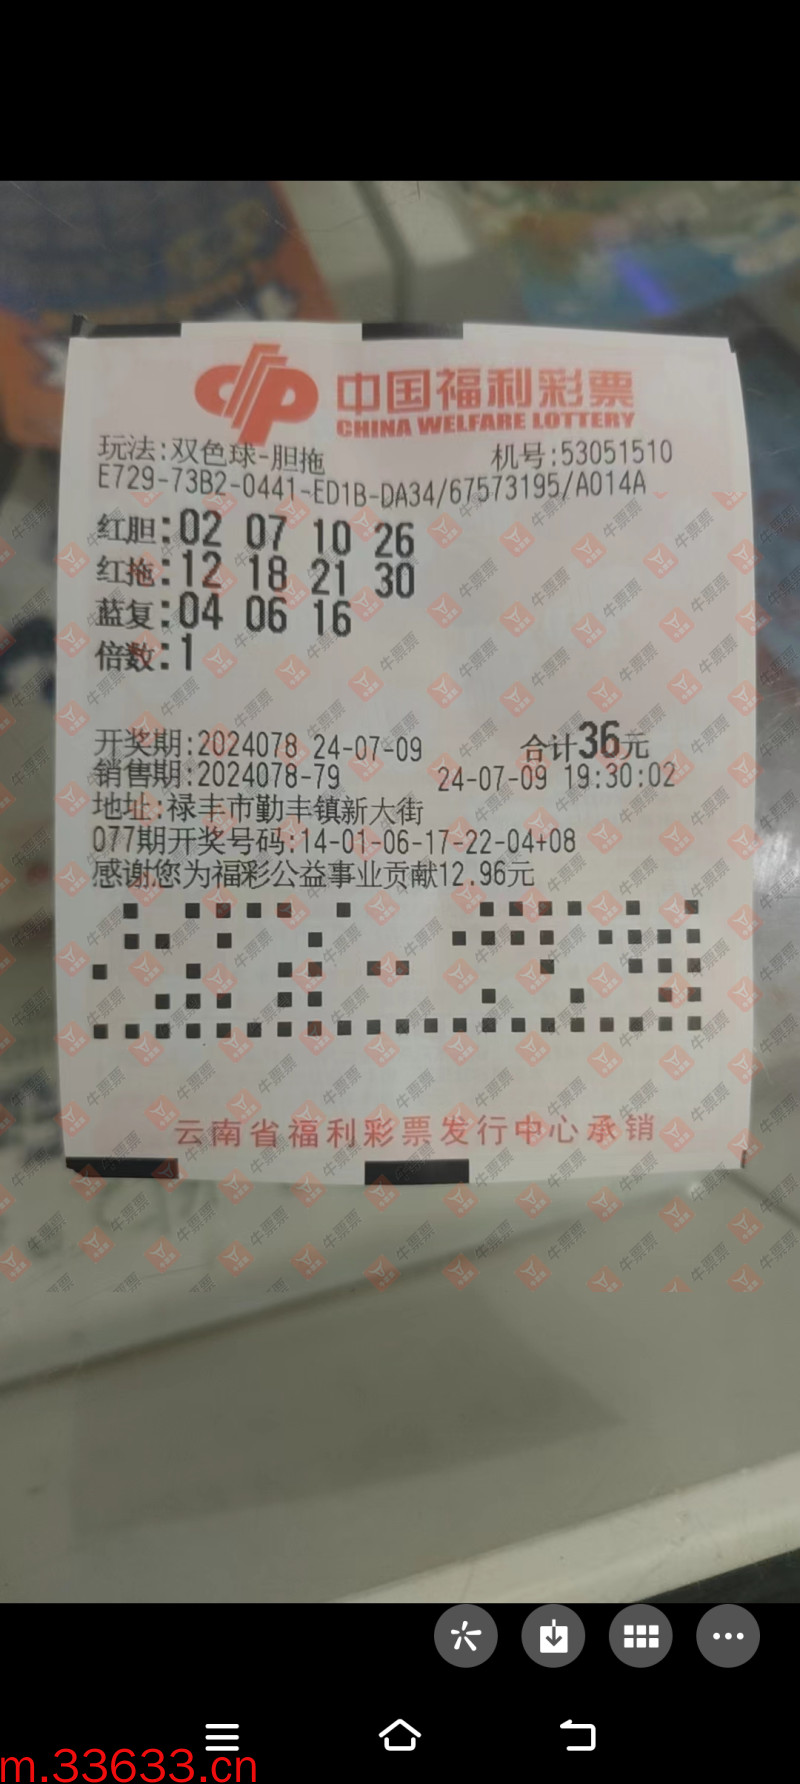 中国福利彩票
CHINA WELFARE LOTTERY
玩法:双色球-胆拖 机号:53051510
E729-73B2-0441-ED1B-DA34/67573195/A014A
红胆:02 07 10 26
红拖:12 18 21 30
蓝复:04 06 16
倍数:1
开奖期:2024078 24-07-09 合计36元
销售期:2024078-79 24-07-09 19:30:02
地址:禄丰市勤丰镇新大街
077期开奖号码:14-01-06-17-22-04+08
感谢您为福彩公益事业贡献12.96元
云南省福利彩票发行中心承销
牛票票
m.33633.cn